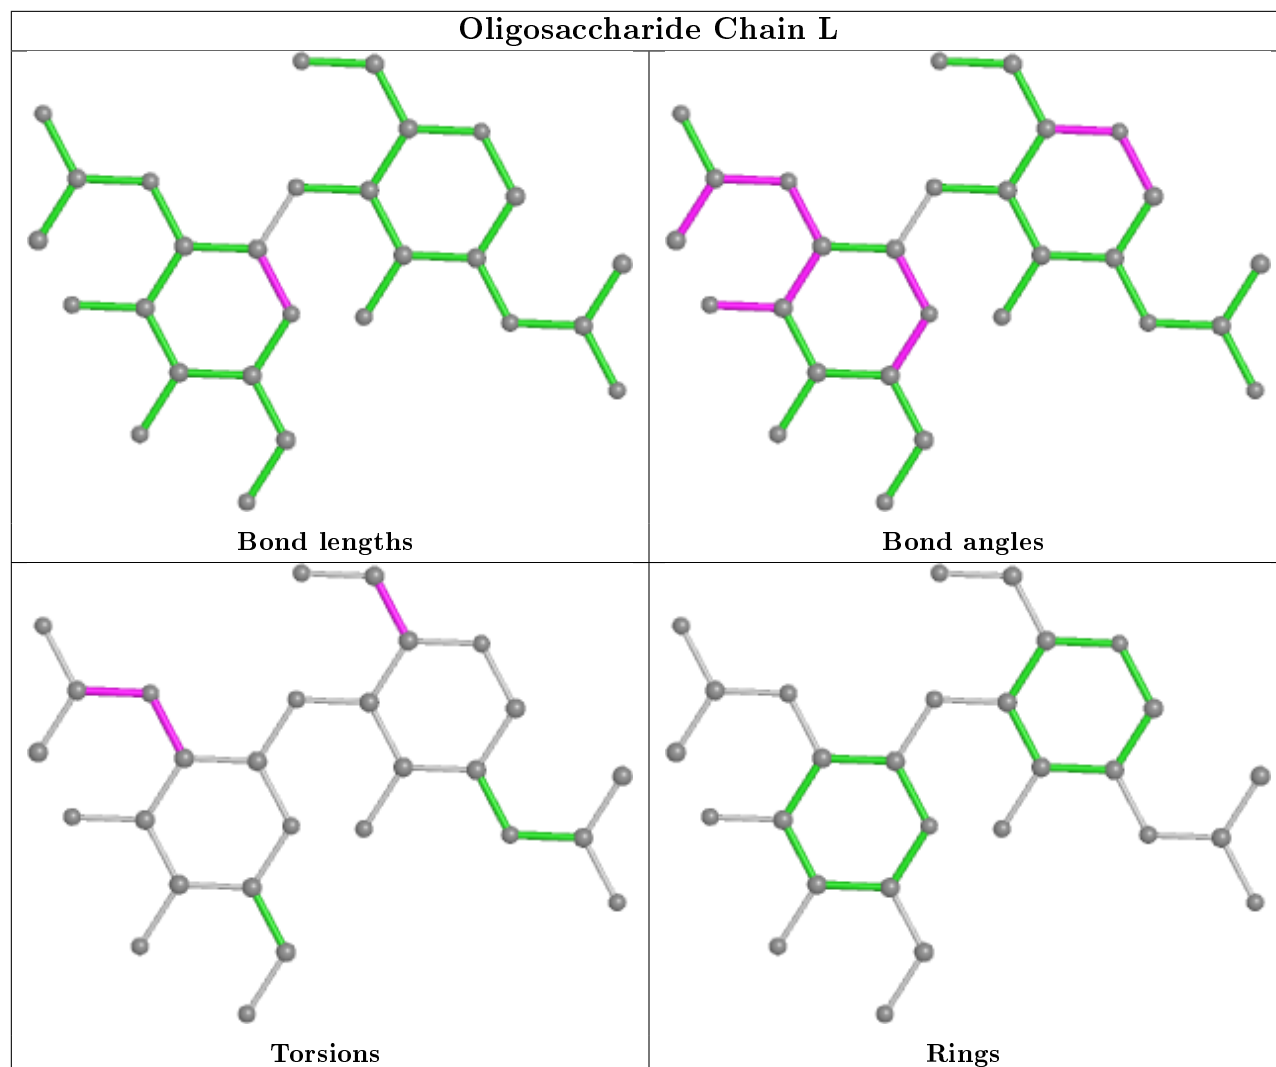 Oligosaccharide Chain L
Bond lengths
Bond angles
Torsions
Rings